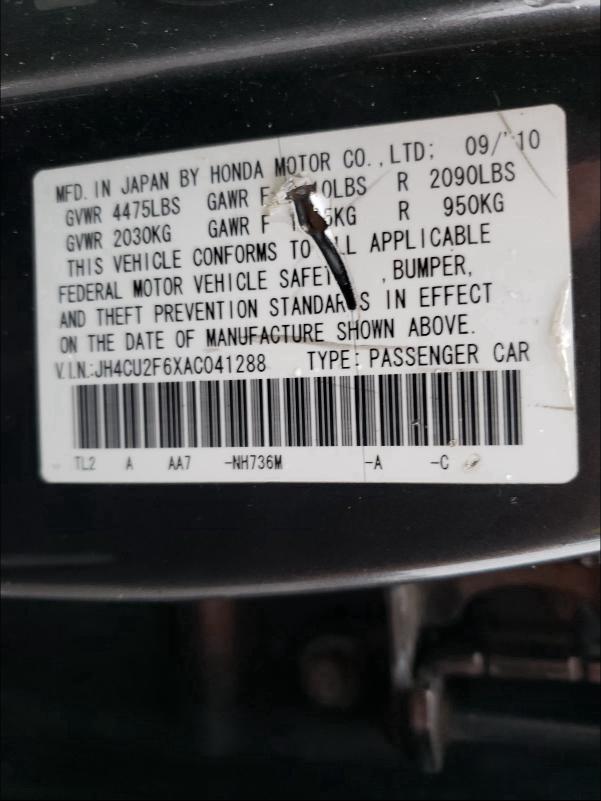 MFD. IN JAPAN BY HONDA MOTOR CO.,LTD; 09/'10
GVWR 4475LBS GAWR F R 2090LBS
GVWR 2030KG GAWR F R 950KG
THIS VEHICLE CONFORMS TO APPLICABLE
FEDERAL MOTOR VEHICLE , BUMPER,
AND THEFT PREVENTION STANDARDS IN EFFECT
ON THE DATE OF MANUFACTURE SHOWN ABOVE.
V.I.N.:JH4CU2F6XAC041288 TYPE: PASSENGER CAR
TL2 A AA7 -NH736M -A -C